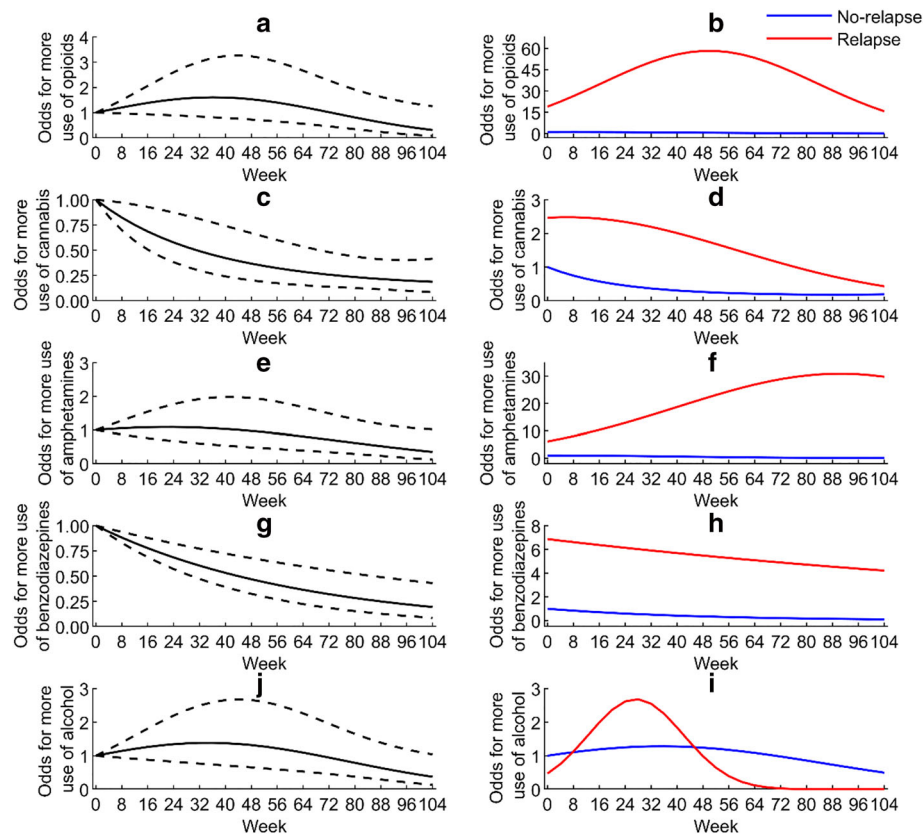 a
Odds for more
use of opioids
4
3
2
1
0
0 8 16 24 32 40 48 56 64 72 80 88 96 104
Week
b
No-relapse
Relapse
Odds for more
use of opioids
60
45
30
15
0
0 8 16 24 32 40 48 56 64 72 80 88 96 104
Week
c
Odds for more
use of cannabis
1.00
0.75
0.50
0.25
0.00
0 8 16 24 32 40 48 56 64 72 80 88 96 104
Week
d
Odds for more
use of cannabis
3
2
1
0
0 8 16 24 32 40 48 56 64 72 80 88 96 104
Week
e
Odds for more use
of amphetamines
3
2
1
0
0 8 16 24 32 40 48 56 64 72 80 88 96 104
Week
f
Odds for more use
of amphetamines
30
20
10
0
0 8 16 24 32 40 48 56 64 72 80 88 96 104
Week
g
Odds for more use
of benzodiazepines
1.00
0.75
0.50
0.25
0.00
0 8 16 24 32 40 48 56 64 72 80 88 96 104
Week
h
Odds for more use
of benzodiazepines
8
6
4
2
0
0 8 16 24 32 40 48 56 64 72 80 88 96 104
Week
j
Odds for more
use of alcohol
3
2
1
0
0 8 16 24 32 40 48 56 64 72 80 88 96 104
Week
i
Odds for more
use of alcohol
3
2
1
0
0 8 16 24 32 40 48 56 64 72 80 88 96 104
Week